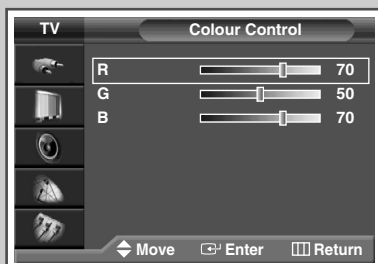 TV
Colour Control
R 70
G 50
B 70
Move Enter Return